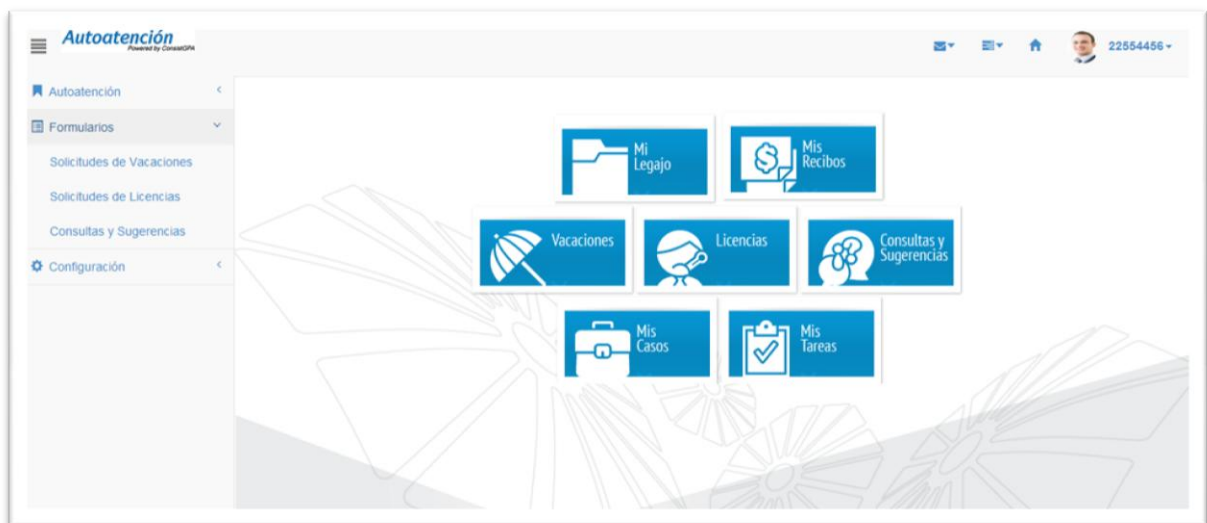 Autoatención
Powered by ConsistGPA
22554456
Autoatención
Formularios
Solicitudes de Vacaciones
Solicitudes de Licencias
Consultas y Sugerencias
Configuración
Mi
Legajo
Mis
Recibos
Vacaciones
Licencias
Consultas y
Sugerencias
Mis
Casos
Mis
Tareas